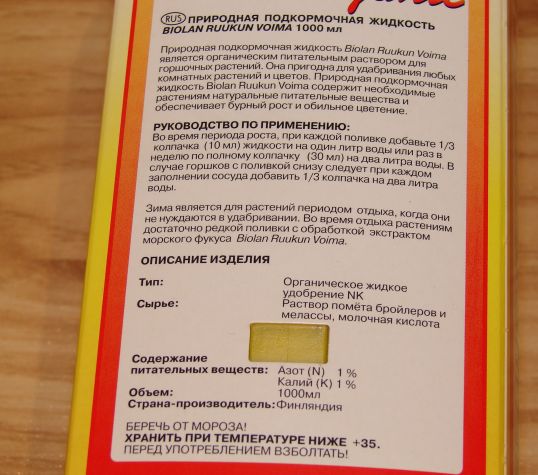 RUS ПРИРОДНАЯ ПОДКОРМОЧНАЯ ЖИДКОСТЬ
BIOLAN RUUKUN VOIMA 1000 мл
Природная подкормочная жидкость Biolan Ruukun Voima
является органическим питательным раствором для
горшочных растений. Она пригодна для удабривания любых
комнатных растений и цветов. Природная подкормочная
жидкость Biolan Ruukun Voima содержит необходимые
растениям натуральные питательные вещества и
обеспечивает бурный рост и обильное цветение.
РУКОВОДСТВО ПО ПРИМЕНЕНИЮ:
Во время периода роста, при каждой поливке добавьте 1/3
колпачка (10 мл) жидкости на один литр воды или раз в
неделю по полному колпачку (30 мл) на два литра воды. В
случае горшков с поливкой снизу следует при каждом
заполнении сосуда добавить 1/3 колпачка на два литра
воды.
Зима является для растений периодом отдыха, когда они
не нуждаются в удабривании. Во время отдыха растениям
достаточно редкой поливки с обработкой экстрактом
морского фукуса Biolan Ruukun Voima.
ОПИСАНИЕ ИЗДЕЛИЯ
Тип: Органическое жидкое
удобрение NK
Сырье: Раствор помёта бройлеров и
мелассы, молочная кислота
Содержание
питательных веществ: Азот (N) 1 %
Калий (K) 1 %
Объем: 1000мл
Страна-производитель: Финляндия
БЕРЕЧЬ ОТ МОРОЗА!
ХРАНИТЬ ПРИ ТЕМПЕРАТУРЕ НИЖЕ +35.
ПЕРЕД УПОТРЕБЛЕНИЕМ ВЗБОЛТАТЬ!